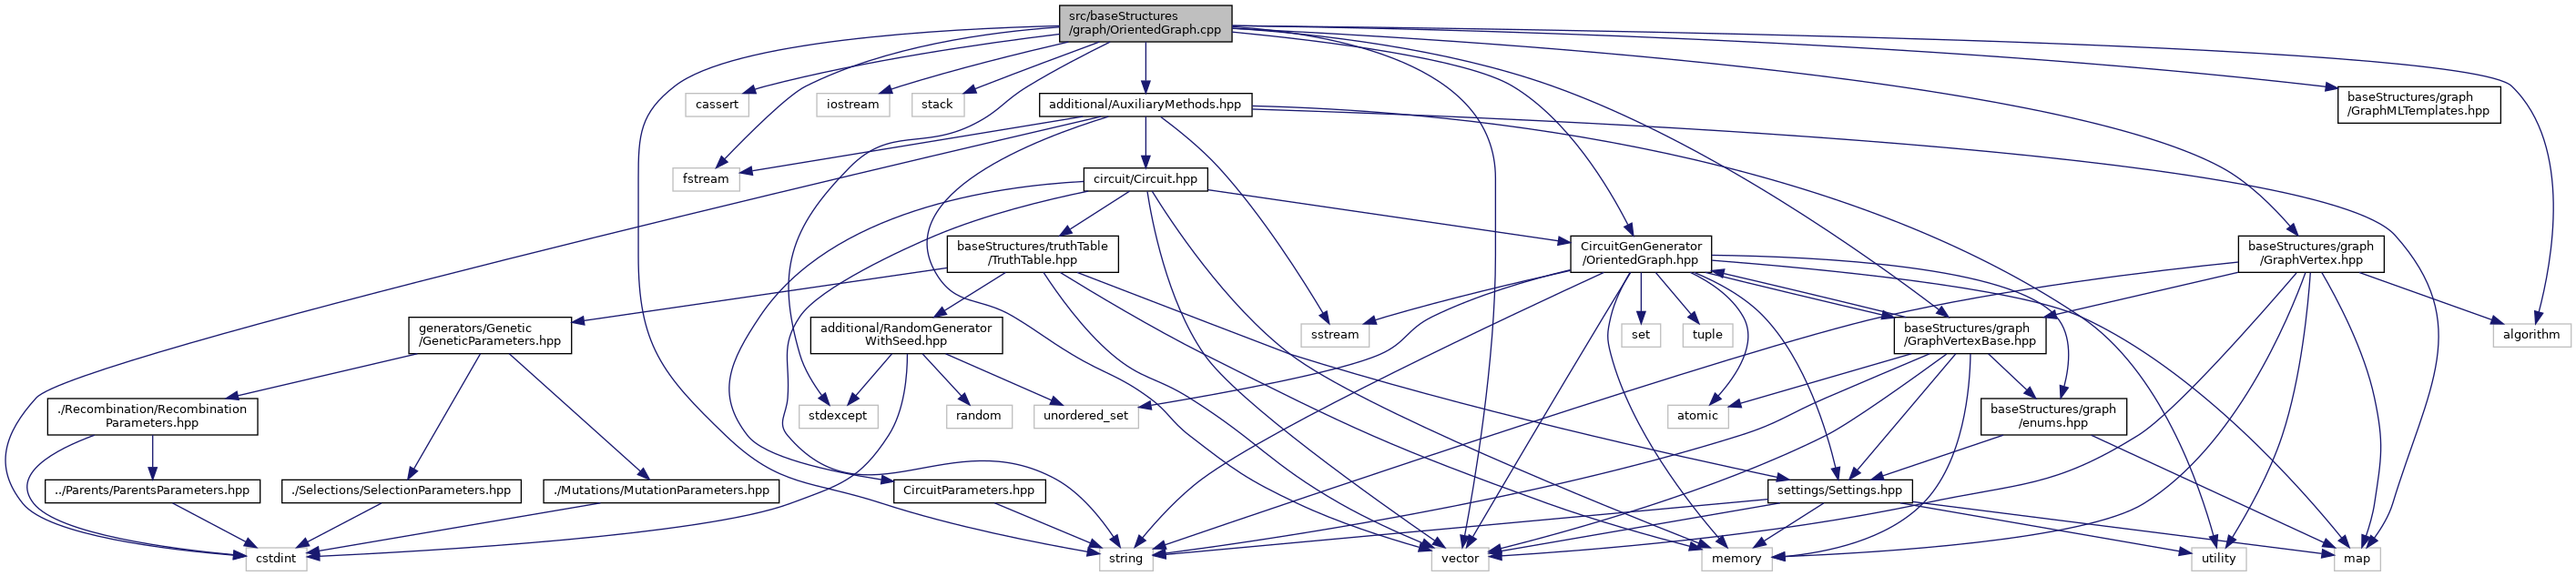 src/baseStructures
/graph/OrientedGraph.cpp
cassert
iostream
stack
additional/AuxiliaryMethods.hpp
baseStructures/graph
/GraphMLTemplates.hpp
fstream
circuit/Circuit.hpp
baseStructures/truthTable
/TruthTable.hpp
CircuitGenGenerator
/OrientedGraph.hpp
baseStructures/graph
/GraphVertex.hpp
generators/Genetic
/GeneticParameters.hpp
additional/RandomGenerator
WithSeed.hpp
sstream
set
tuple
baseStructures/graph
/GraphVertexBase.hpp
algorithm
./Recombination/Recombination
Parameters.hpp
stdexcept
random
unordered_set
atomic
baseStructures/graph
/enums.hpp
../Parents/ParentsParameters.hpp
./Selections/SelectionParameters.hpp
./Mutations/MutationParameters.hpp
CircuitParameters.hpp
settings/Settings.hpp
cstdint
string
vector
memory
utility
map